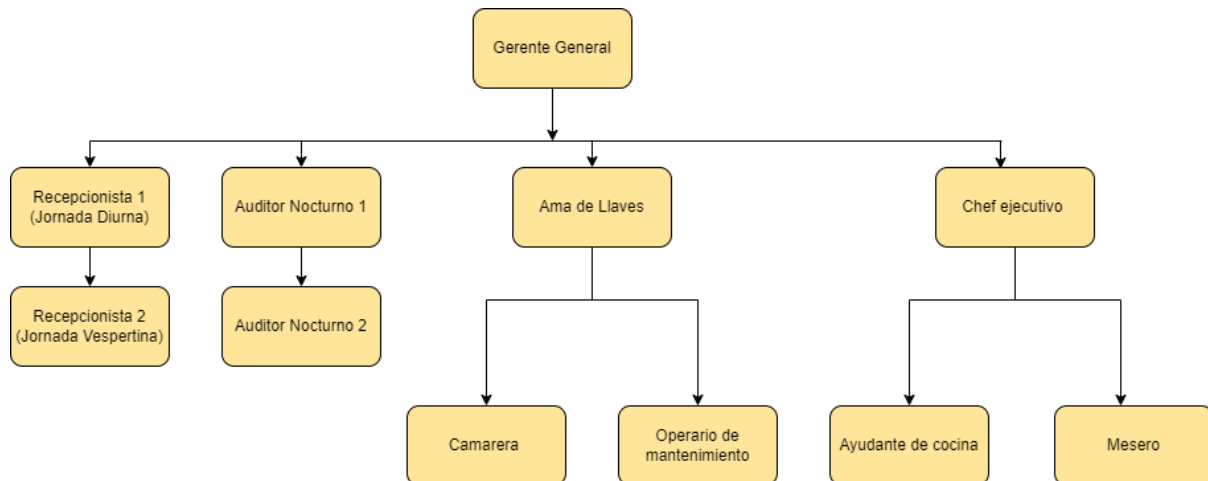 Gerente General
Recepcionista 1
(Jornada Diurna)
Auditor Nocturno 1
Ama de Llaves
Chef ejecutivo
Recepcionista 2
(Jornada Vespertina)
Auditor Nocturno 2
Camarera
Operario de
mantenimiento
Ayudante de cocina
Mesero